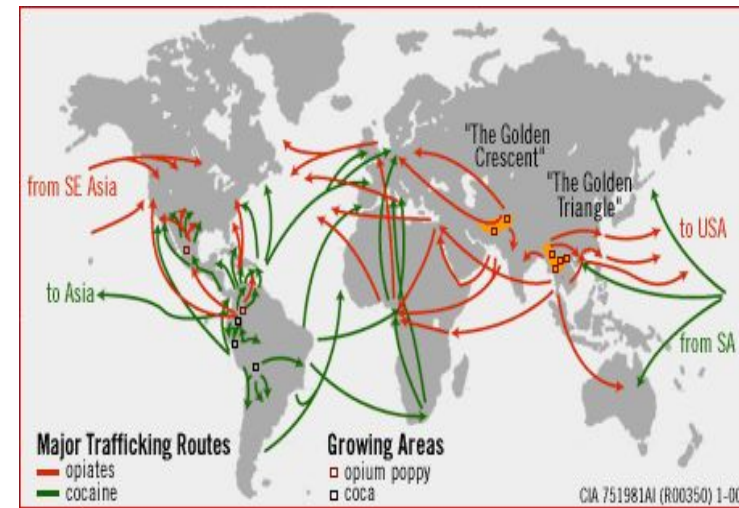 "The Golden
Crescent"
"The Golden
Triangle"
from SE Asia
to USA
to Asia
from SA
Major Trafficking Routes
opiates
cocaine
Growing Areas
opium poppy
coca
CIA 751981AI (R00350) 1-00